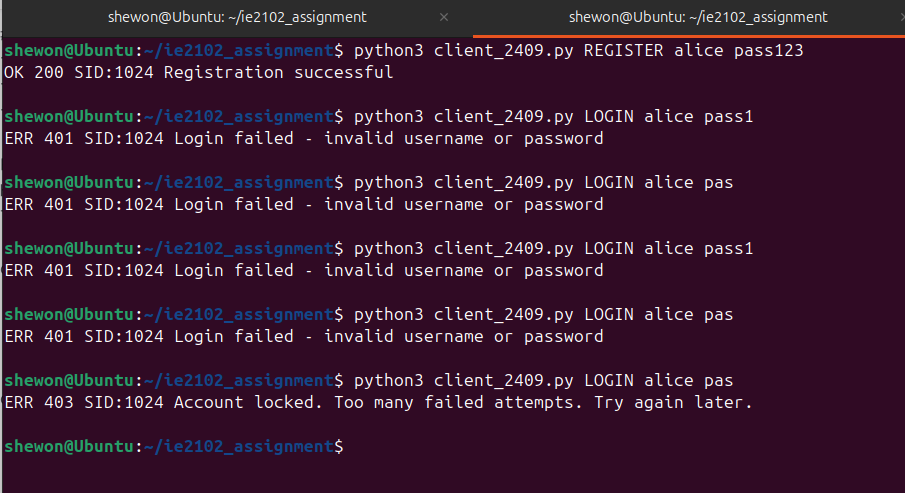 shewon@Ubuntu: ~/ie2102_assignment × shewon@Ubuntu: ~/ie2102_assignment ×
shewon@Ubuntu:~/ie2102_assignment$ python3 client_2409.py REGISTER alice pass123
OK 200 SID:1024 Registration successful
shewon@Ubuntu:~/ie2102_assignment$ python3 client_2409.py LOGIN alice pass1
ERR 401 SID:1024 Login failed - invalid username or password
shewon@Ubuntu:~/ie2102_assignment$ python3 client_2409.py LOGIN alice pas
ERR 401 SID:1024 Login failed - invalid username or password
shewon@Ubuntu:~/ie2102_assignment$ python3 client_2409.py LOGIN alice pass1
ERR 401 SID:1024 Login failed - invalid username or password
shewon@Ubuntu:~/ie2102_assignment$ python3 client_2409.py LOGIN alice pas
ERR 401 SID:1024 Login failed - invalid username or password
shewon@Ubuntu:~/ie2102_assignment$ python3 client_2409.py LOGIN alice pas
ERR 403 SID:1024 Account locked. Too many failed attempts. Try again later.
shewon@Ubuntu:~/ie2102_assignment$